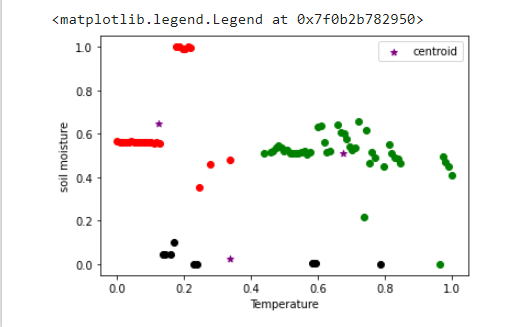 <matplotlib.legend.Legend at 0x7f0b2b782950>
1.0
centroid
0.8
0.6
soil moisture
0.4
0.2
0.0
0.0 0.2 0.4 0.6 0.8 1.0
Temperature